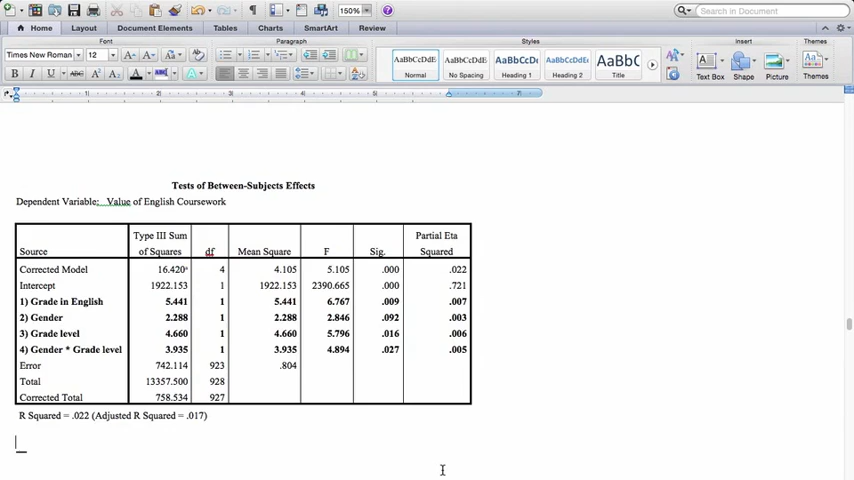 150%
Search in Document
Home Layout Document Elements Tables Charts SmartArt Review
Font Paragraph Styles Insert Themes
Times New Roman 12
AaBbCcDdE AaBbCcDdE AaBbCcDc AaBbCcDdE AaBbC
Normal No Spacing Heading 1 Heading 2 Title Text Box Shape Picture Themes
Tests of Between-Subjects Effects
Dependent Variable: Value of English Coursework
Source Type III Sum of Squares df Mean Square F Sig. Partial Eta Squared
Corrected Model 16.420ᵃ 4 4.105 5.105 .000 .022
Intercept 1922.153 1 1922.153 2390.665 .000 .721
1) Grade in English 5.441 1 5.441 6.767 .009 .007
2) Gender 2.288 1 2.288 2.846 .092 .003
3) Grade level 4.660 1 4.660 5.796 .016 .006
4) Gender * Grade level 3.935 1 3.935 4.894 .027 .005
Error 742.114 923 .804
Total 13357.500 928
Corrected Total 758.534 927
R Squared = .022 (Adjusted R Squared = .017)